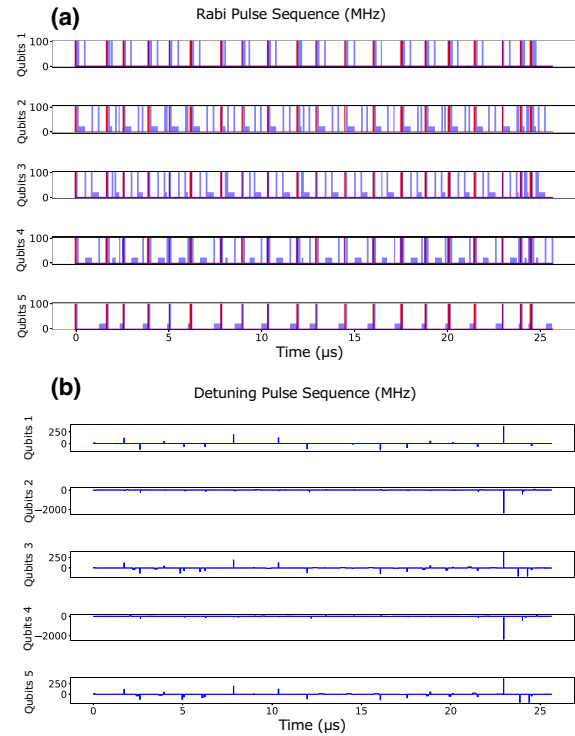 (a)
Rabi Pulse Sequence (MHz)
Qubits 1
100
0
Qubits 2
100
0
Qubits 3
100
0
Qubits 4
100
0
Qubits 5
100
0
0 5 10 15 20 25
Time (μs)
(b)
Detuning Pulse Sequence (MHz)
Qubits 1
250
0
Qubits 2
0
−2000
Qubits 3
250
0
Qubits 4
0
−2000
Qubits 5
250
0
0 5 10 15 20 25
Time (μs)